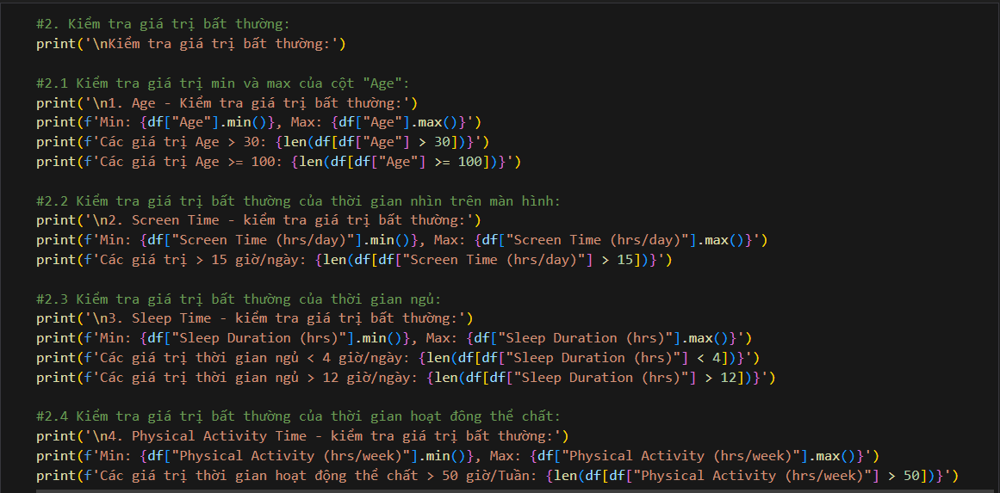 #2. Kiểm tra giá trị bất thường:
print('\nKiểm tra giá trị bất thường:')
#2.1 Kiểm tra giá trị min và max của cột "Age":
print('\n1. Age - Kiểm tra giá trị bất thường:')
print(f'Min: {df["Age"].min()}, Max: {df["Age"].max()}')
print(f'Các giá trị Age > 30: {len(df[df["Age"] > 30])}')
print(f'Các giá trị Age >= 100: {len(df[df["Age"] >= 100])}')
#2.2 Kiểm tra giá trị bất thường của thời gian nhìn trên màn hình:
print('\n2. Screen Time - kiểm tra giá trị bất thường:')
print(f'Min: {df["Screen Time (hrs/day)"].min()}, Max: {df["Screen Time (hrs/day)"].max()}')
print(f'Các giá trị > 15 giờ/ngày: {len(df[df["Screen Time (hrs/day)"] > 15])}')
#2.3 Kiểm tra giá trị bất thường của thời gian ngủ:
print('\n3. Sleep Time - kiểm tra giá trị bất thường:')
print(f'Min: {df["Sleep Duration (hrs)"].min()}, Max: {df["Sleep Duration (hrs)"].max()}')
print(f'Các giá trị thời gian ngủ < 4 giờ/ngày: {len(df[df["Sleep Duration (hrs)"] < 4])}')
print(f'Các giá trị thời gian ngủ > 12 giờ/ngày: {len(df[df["Sleep Duration (hrs)"] > 12])}')
#2.4 Kiểm tra giá trị bất thường của thời gian hoạt đông thể chất:
print('\n4. Physical Activity Time - kiểm tra giá trị bất thường:')
print(f'Min: {df["Physical Activity (hrs/week)"].min()}, Max: {df["Physical Activity (hrs/week)"].max()}')
print(f'Các giá trị thời gian hoạt động thể chất > 50 giờ/Tuần: {len(df[df["Physical Activity (hrs/week)"] > 50])}')